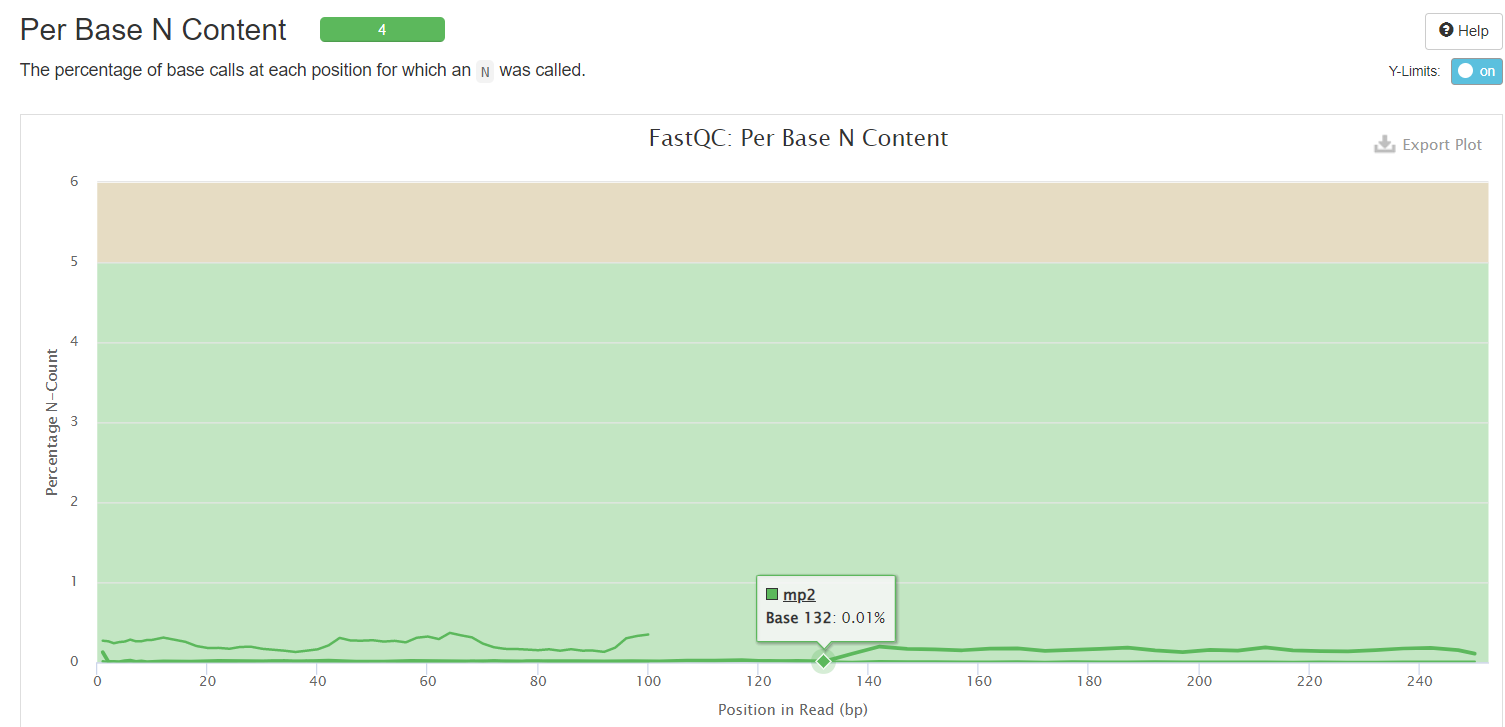 Per Base N Content 4
Help
The percentage of base calls at each position for which an N was called.
Y-Limits: on
FastQC: Per Base N Content
Export Plot
6
5
4
3
2
1
0
Percentage N-Count
mp2
Base 132: 0.01%
0 20 40 60 80 100 120 140 160 180 200 220 240
Position in Read (bp)